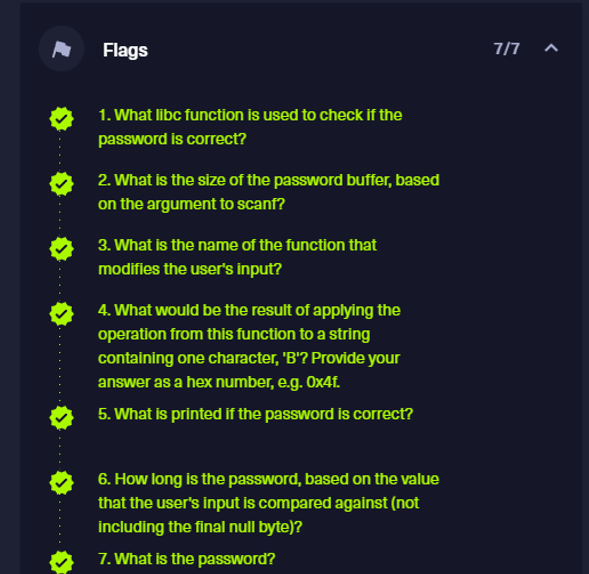 Flags
7/7
1. What libc function is used to check if the
password is correct?
2. What is the size of the password buffer, based
on the argument to scanf?
3. What is the name of the function that
modifies the user's input?
4. What would be the result of applying the
operation from this function to a string
containing one character, 'B'? Provide your
answer as a hex number, e.g. 0x4f.
5. What is printed if the password is correct?
6. How long is the password, based on the value
that the user's input is compared against (not
including the final null byte)?
7. What is the password?